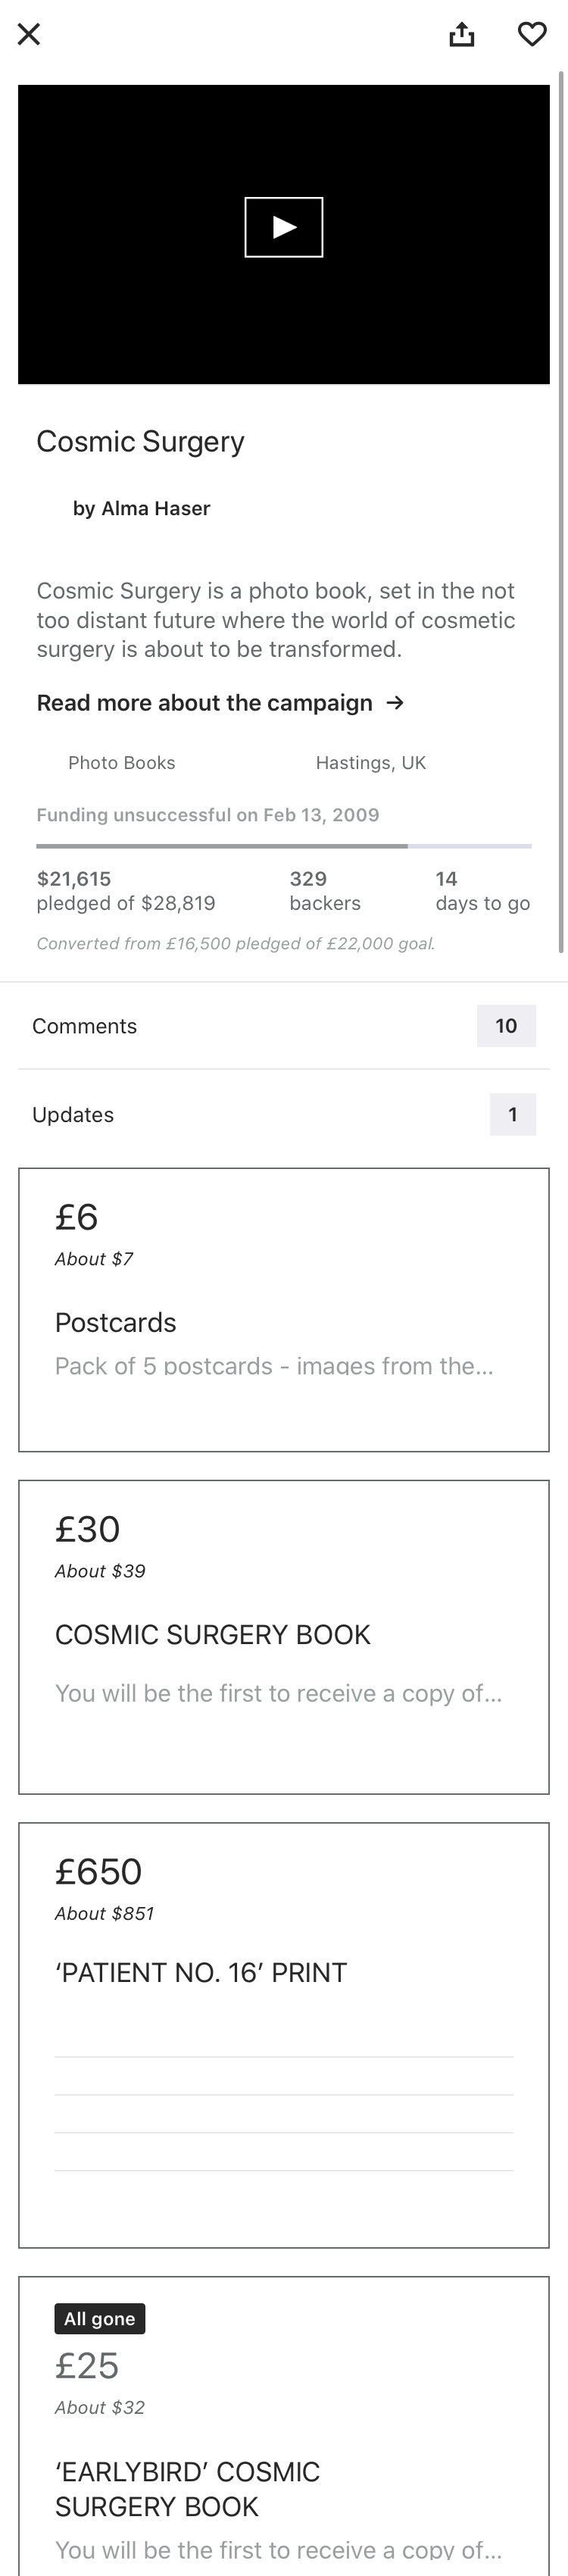 Cosmic Surgery
by Alma Haser
Cosmic Surgery is a photo book, set in the not
too distant future where the world of cosmetic
surgery is about to be transformed.
Read more about the campaign →
Photo Books
Hastings, UK
Funding unsuccessful on Feb 13, 2009
$21,615
pledged of $28,819
329
backers
14
days to go
Converted from £16,500 pledged of £22,000 goal.
Comments
10
Updates
1
£6
About $7
Postcards
Pack of 5 postcards - images from the...
£30
About $39
COSMIC SURGERY BOOK
You will be the first to receive a copy of...
£650
About $851
‘PATIENT NO. 16’ PRINT
All gone
£25
About $32
‘EARLYBIRD’ COSMIC
SURGERY BOOK
You will be the first to receive a copy of...